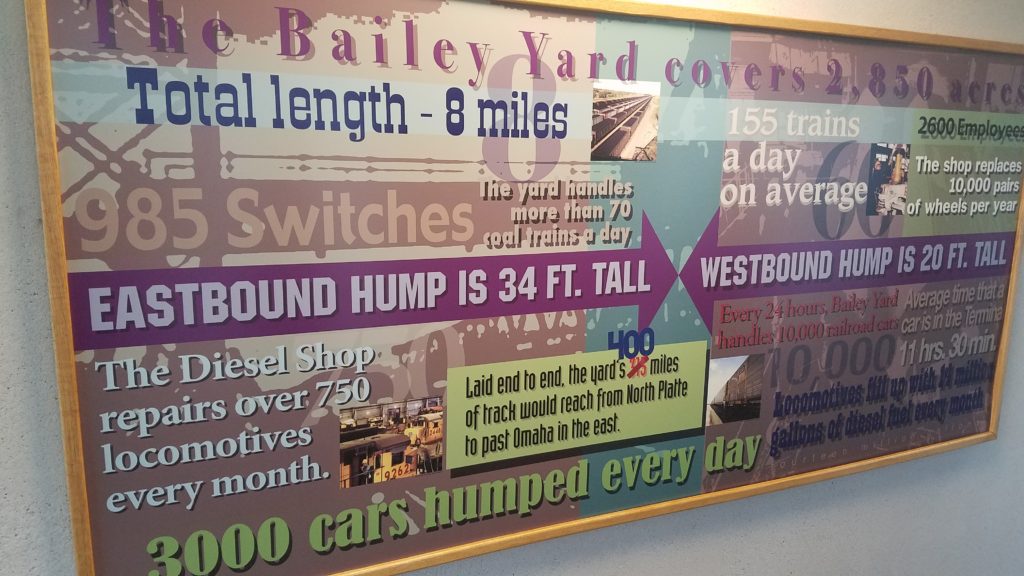 The Bailey Yard covers 2,850 acres
Total length - 8 miles
8
985 Switches
The yard handles
more than 70
coal trains a day
155 trains
a day
on average
2600 Employees
The shop replaces
10,000 pairs
of wheels per year
EASTBOUND HUMP IS 34 FT. TALL
WESTBOUND HUMP IS 20 FT. TALL
The Diesel Shop
repairs over 750
locomotives
every month.
9262
400
Laid end to end, the yard's miles
of track would reach from North Platte
to past Omaha in the east.
Every 24 hours, Bailey Yard
handles 10,000 railroad cars
10,000
Average time that a
car is in the Termina
11 hrs. 30 min.
Locomotives fill up with 14 million
gallons of diesel fuel every month
3000 cars humped every day